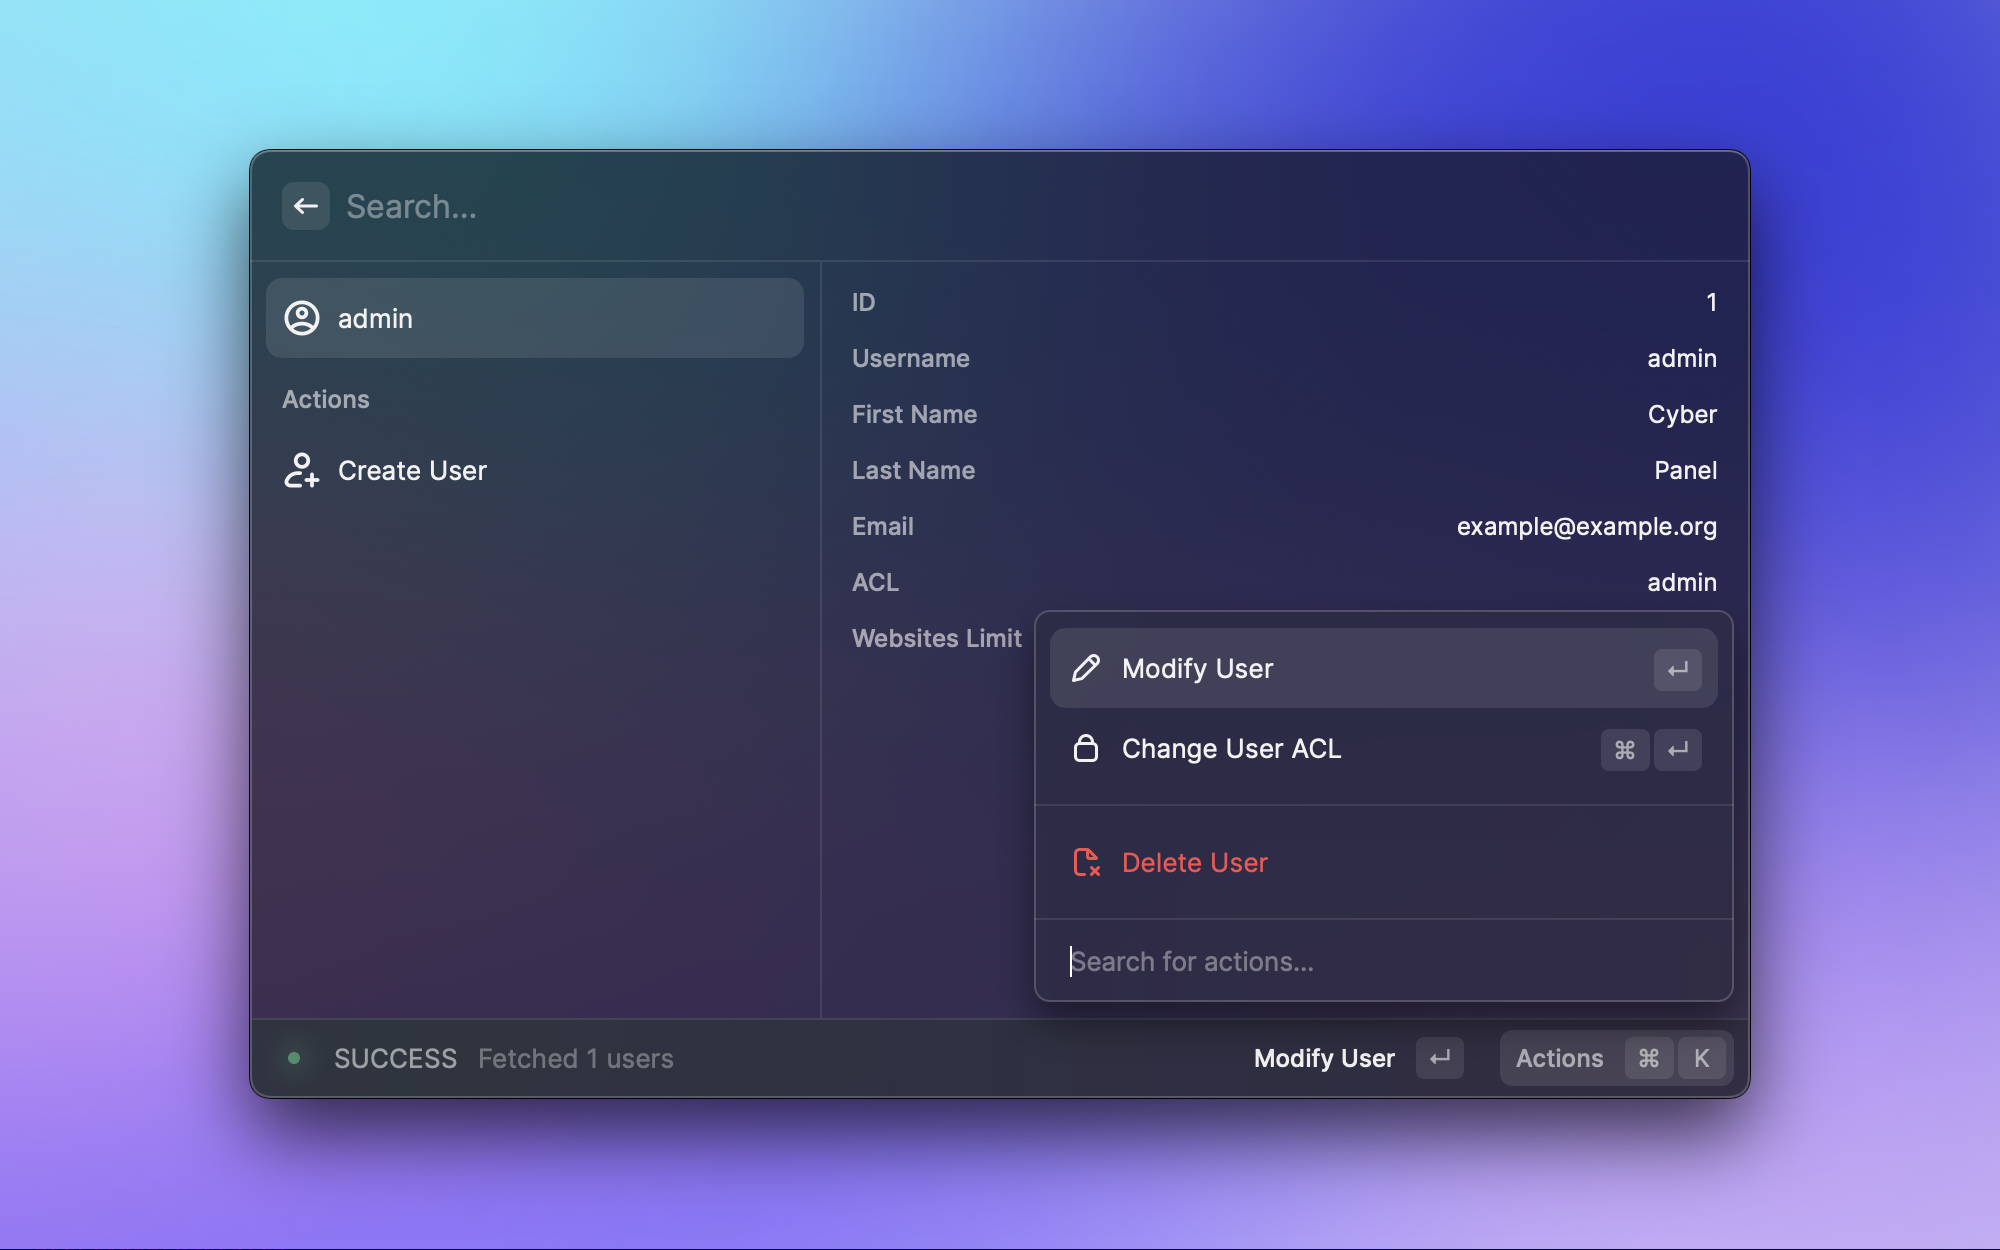 Search...
admin
Actions
Create User
ID 1
Username admin
First Name Cyber
Last Name Panel
Email example@example.org
ACL admin
Websites Limit
Modify User ↵
Change User ACL ⌘ ↵
Delete User
Search for actions...
SUCCESS Fetched 1 users
Modify User ↵ Actions ⌘ K